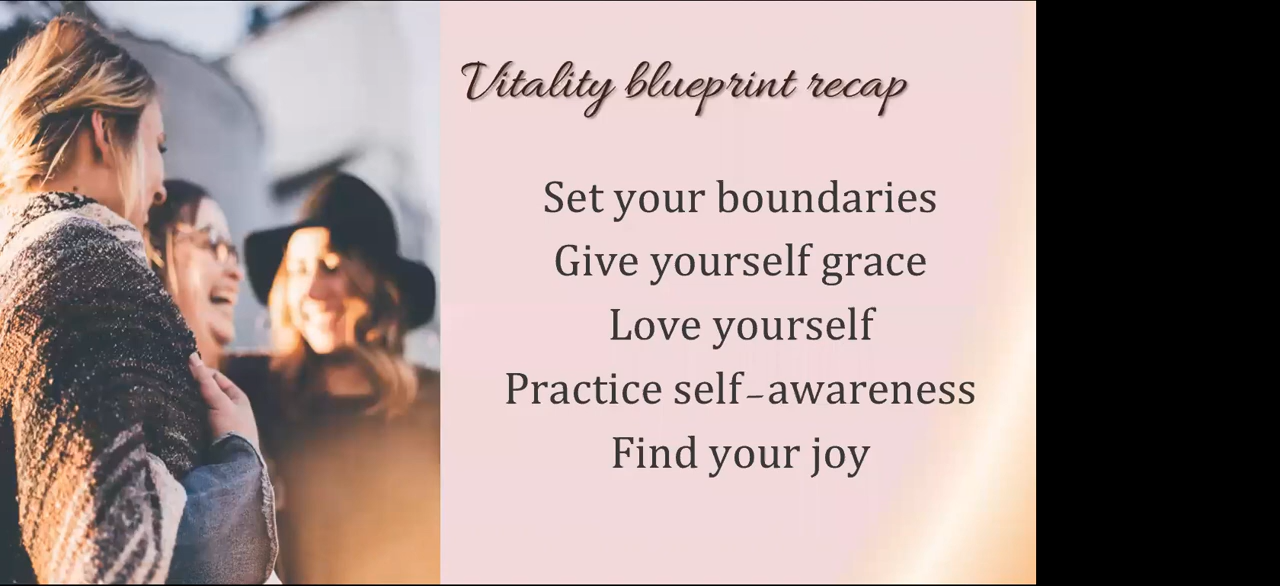 Vitality blueprint recap
Set your boundaries
Give yourself grace
Love yourself
Practice self-awareness
Find your joy